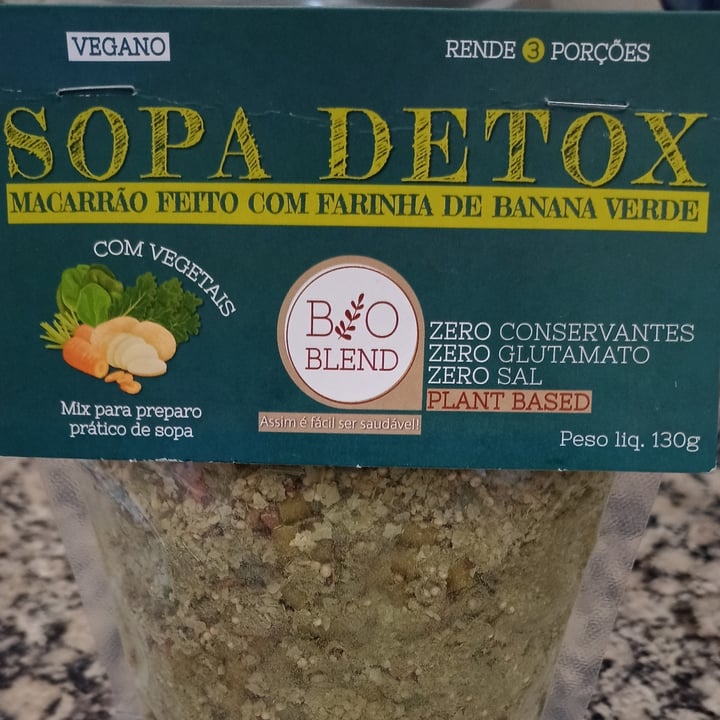 VEGANO
RENDE 3 PORÇÕES
SOPA DETOX
MACARRÃO FEITO COM FARINHA DE BANANA VERDE
COM VEGETAIS
Mix para preparo
prático de sopa
BIO
BLEND
Assim é fácil ser saudável!
ZERO CONSERVANTES
ZERO GLUTAMATO
ZERO SAL
PLANT BASED
Peso liq. 130g